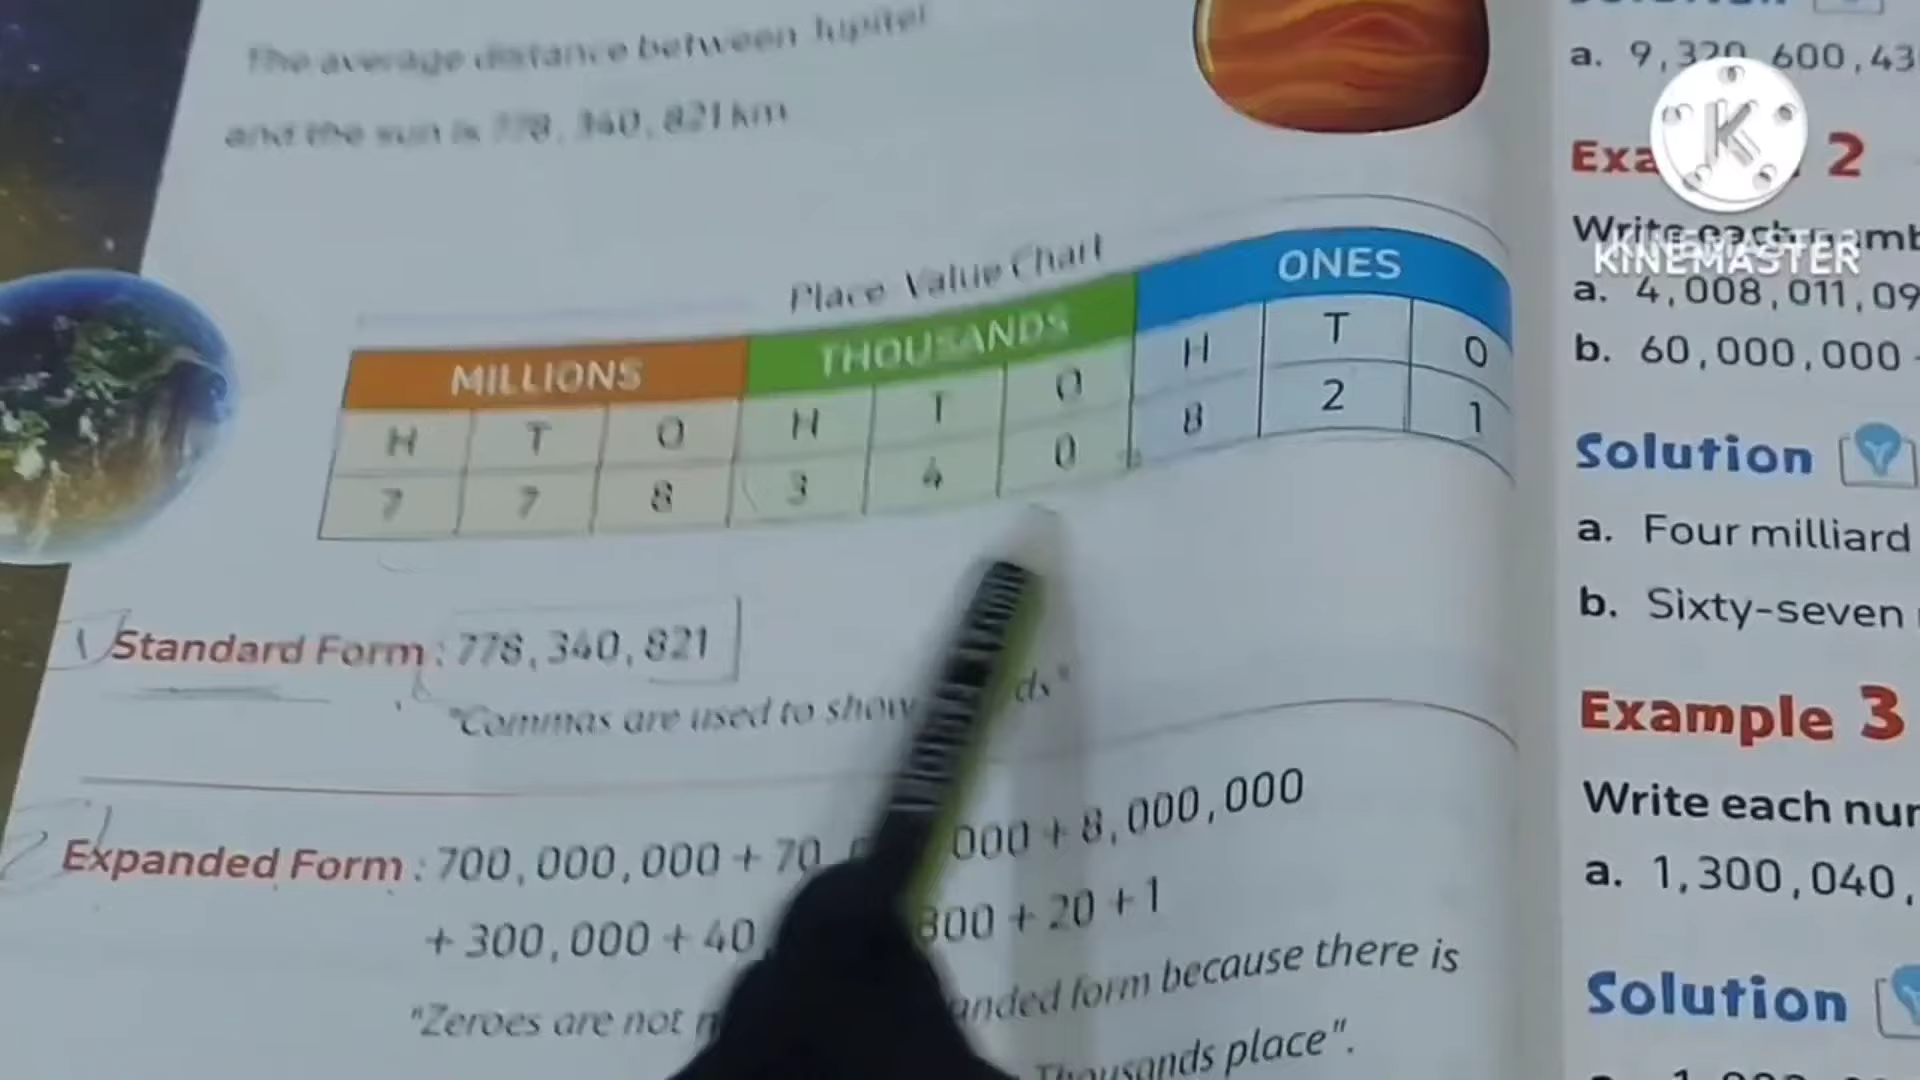 The average distance between Jupiter
and the sun is 778,340,821 km
Place Value Chart
MILLIONS THOUSANDS ONES
H T O H T O H T O
7 7 8 3 4 0 8 2 1
1 Standard Form : 778,340,821
"Commas are used to show
2 Expanded Form : 700,000,000 + 70 000 + 8,000,000
+ 300,000 + 40, 800 + 20 + 1
"Zeroes are not form because there is
Thousands place".
a. 9,320,600,43
2
Write each
a. 4,008,011,09
b. 60,000,000
Solution
a. Four milliard
b. Sixty-seven
Example 3
Write each
a. 1,300,040,
Solution
K
KINEMASTER